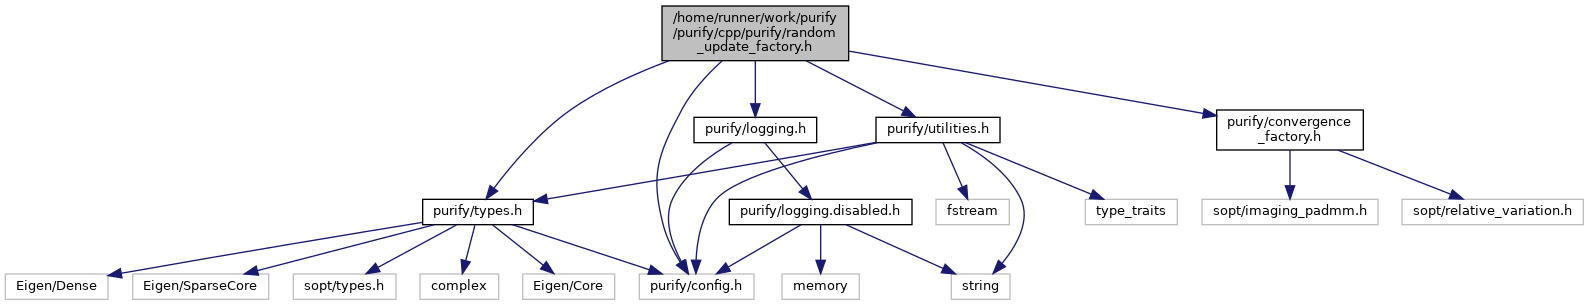 /home/runner/work/purify
/purify/cpp/purify/random
_update_factory.h
purify/convergence
_factory.h
purify/logging.h
purify/utilities.h
purify/types.h
purify/logging.disabled.h
fstream
type_traits
sopt/imaging_padmm.h
sopt/relative_variation.h
Eigen/Dense
Eigen/SparseCore
sopt/types.h
complex
Eigen/Core
purify/config.h
memory
string